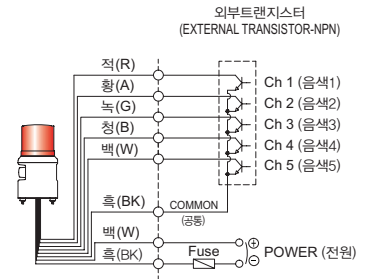 외부트랜지스터
(EXTERNAL TRANSISTOR-NPN)
적(R)
황(A)
녹(G)
청(B)
백(W)
Ch 1 (음색1)
Ch 2 (음색2)
Ch 3 (음색3)
Ch 4 (음색4)
Ch 5 (음색5)
흑(BK)
COMMON
(공통)
백(W)
흑(BK)
Fuse
⊕
⊖
POWER (전원)